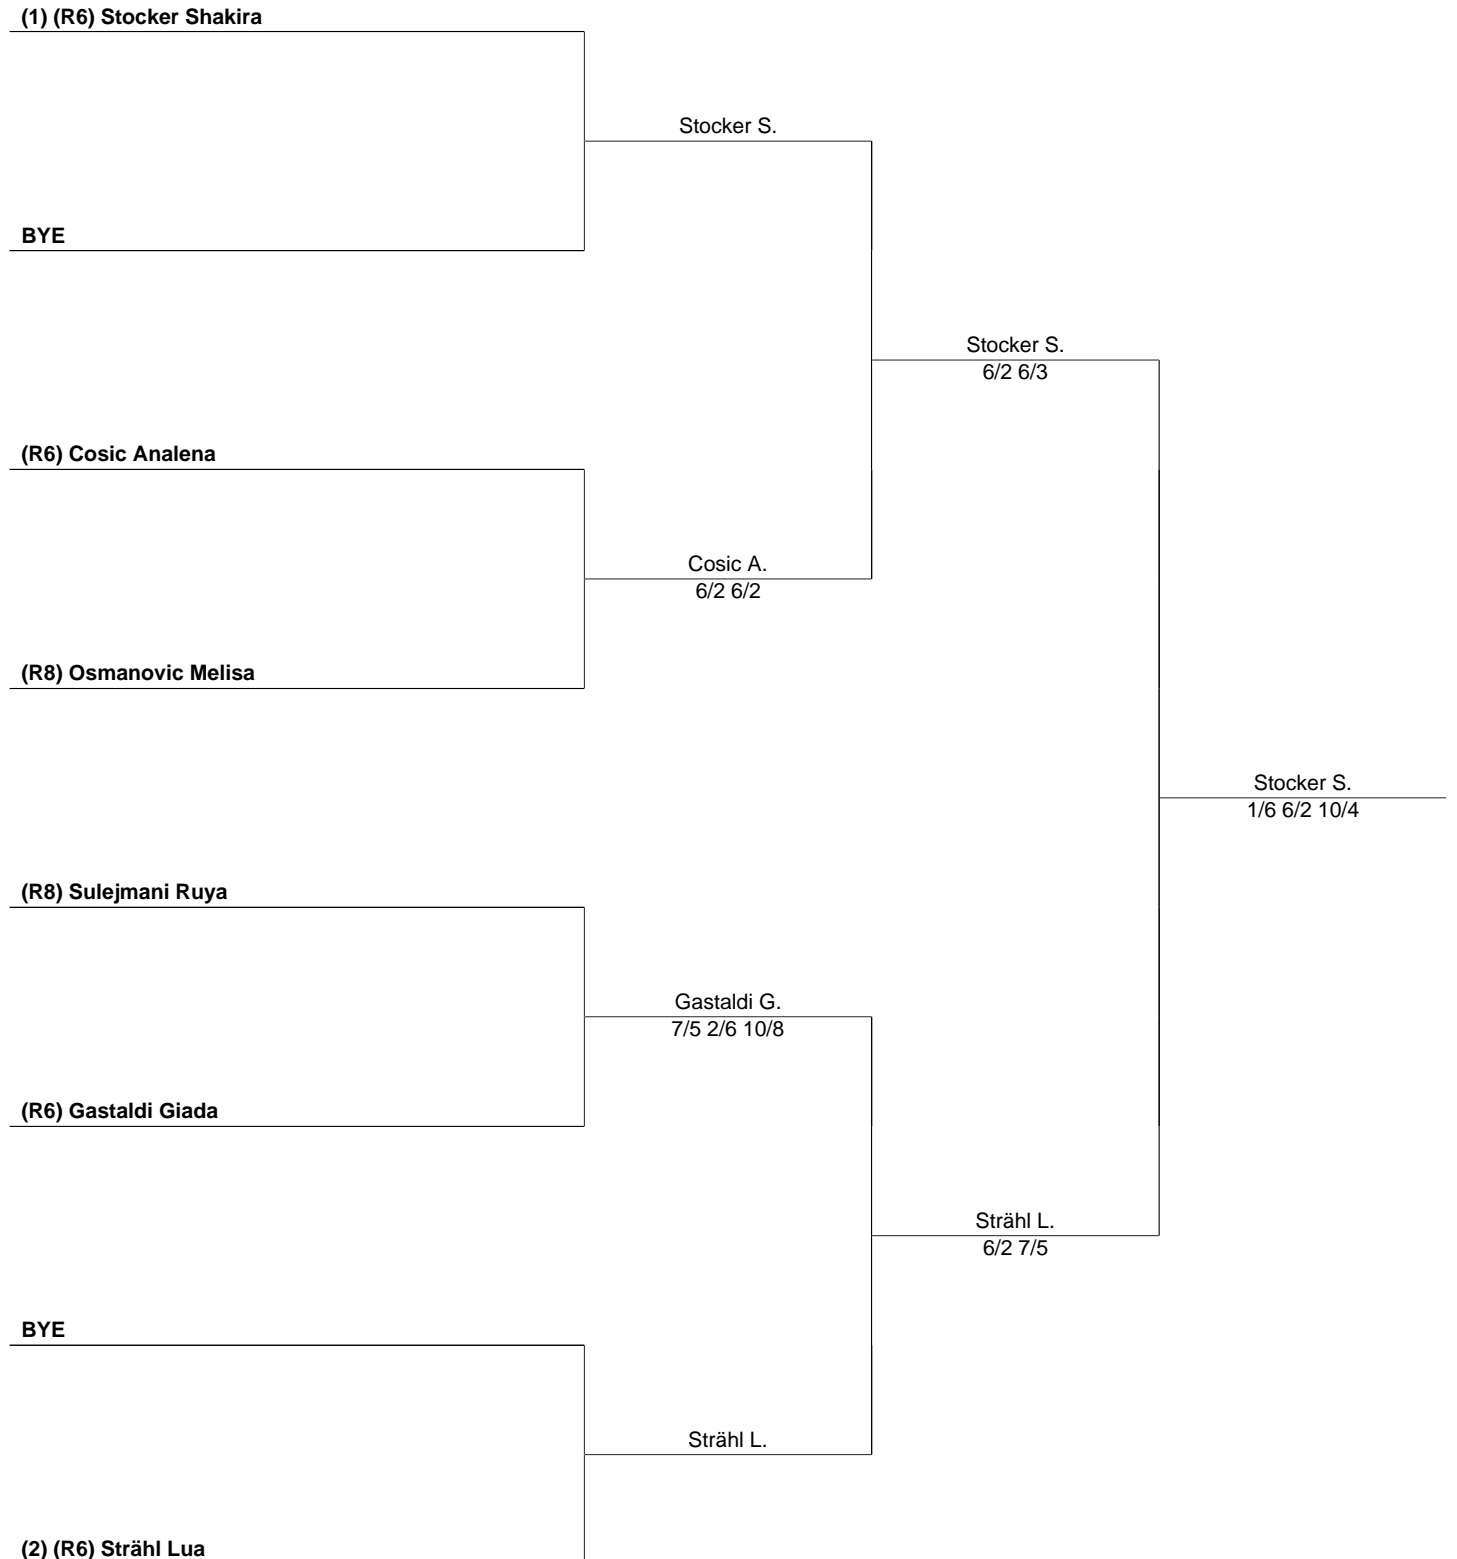 (1) (R6) Stocker Shakira
Stocker S.
BYE
Stocker S.
6/2 6/3
(R6) Cosic Analena
Cosic A.
6/2 6/2
(R8) Osmanovic Melisa
Stocker S.
1/6 6/2 10/4
(R8) Sulejmani Ruya
Gastaldi G.
7/5 2/6 10/8
(R6) Gastaldi Giada
Strähl L.
6/2 7/5
BYE
Strähl L.
(2) (R6) Strähl Lua